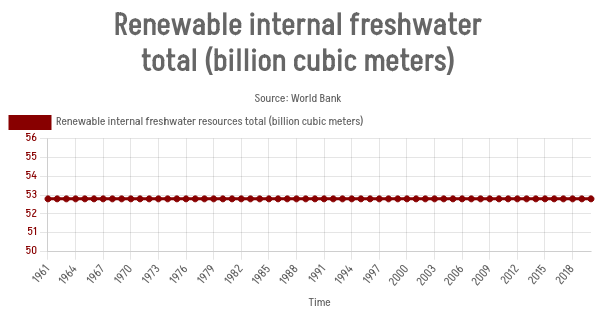 Renewable internal freshwater
total (billion cubic meters)
Source: World Bank
Renewable internal freshwater resources total (billion cubic meters)
56
55
54
53
52
51
50
1961 1964 1967 1970 1973 1976 1979 1982 1985 1988 1991 1994 1997 2000 2003 2006 2009 2012 2015 2018
Time